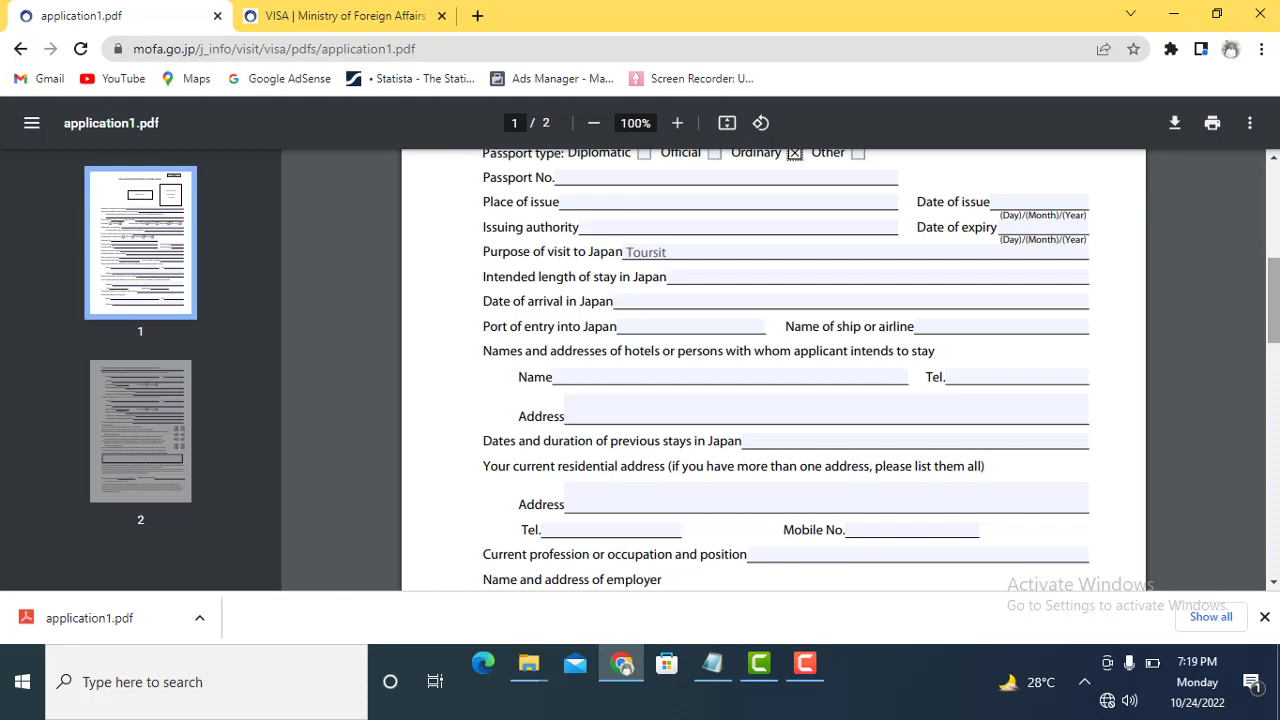 application1.pdf
VISA | Ministry of Foreign Affairs
mofa.go.jp/j_info/visit/visa/pdfs/application1.pdf
Gmail
YouTube
Maps
Google AdSense
• Statista - The Stati...
Ads Manager - Ma...
Screen Recorder: U...
application1.pdf
1 / 2
100%
Passport type: Diplomatic Official Ordinary Other
Passport No.
Place of issue Date of issue
(Day)/(Month)/(Year)
Issuing authority Date of expiry
(Day)/(Month)/(Year)
Purpose of visit to Japan Toursit
Intended length of stay in Japan
Date of arrival in Japan
Port of entry into Japan Name of ship or airline
Names and addresses of hotels or persons with whom applicant intends to stay
Name Tel.
Address
Dates and duration of previous stays in Japan
Your current residential address (if you have more than one address, please list them all)
Address
Tel. Mobile No.
Current profession or occupation and position
Name and address of employer
1
2
Activate Windows
Go to Settings to activate Windows.
application1.pdf
Show all
Type here to search
28°C
7:19 PM
Monday
10/24/2022
1